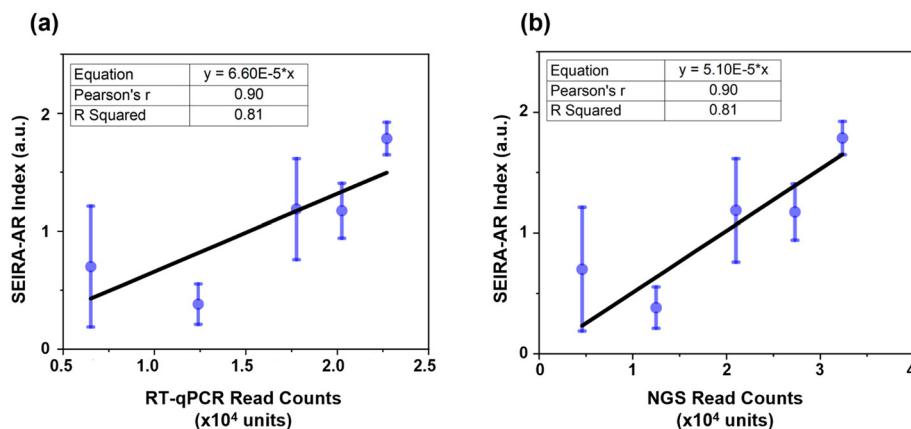 (a)
Equation y = 6.60E-5*x
Pearson's r 0.90
R Squared 0.81
SEIRA-AR Index (a.u.)
2
1
0
0.5 1.0 1.5 2.0 2.5
RT-qPCR Read Counts
(x10⁴ units)
(b)
Equation y = 5.10E-5*x
Pearson's r 0.90
R Squared 0.81
SEIRA-AR Index (a.u.)
2
1
0
0 1 2 3 4
NGS Read Counts
(x10⁴ units)